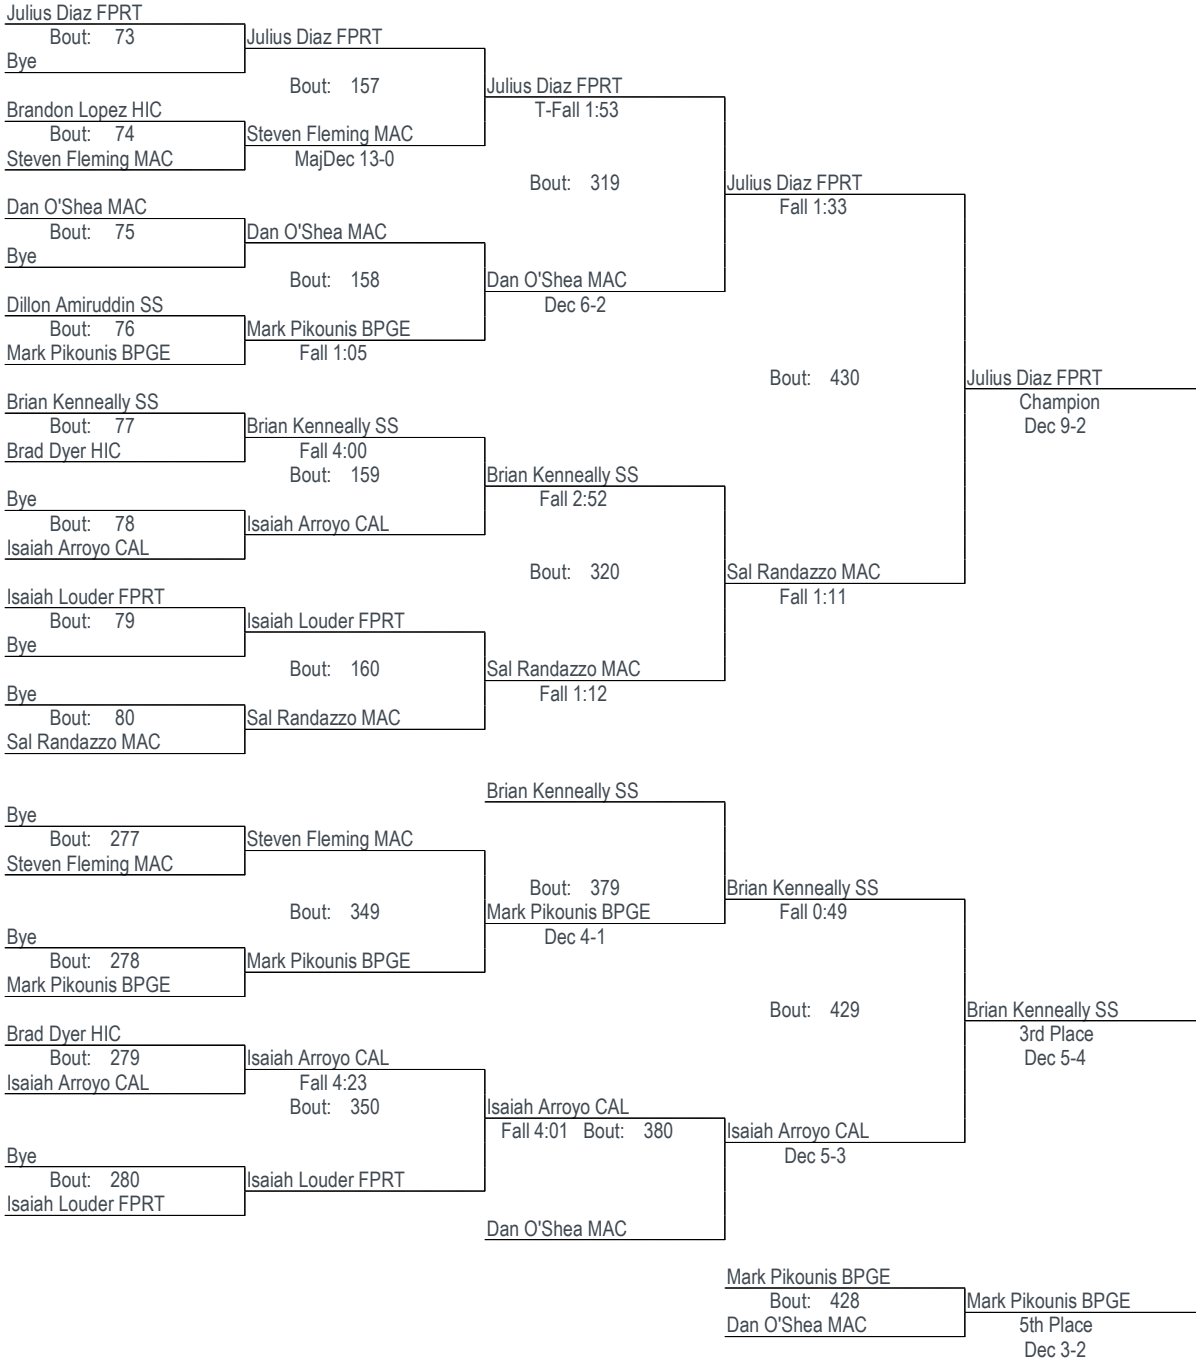 Julius Diaz FPRT
Bout: 73
Julius Diaz FPRT
Bye
Bout: 157
Julius Diaz FPRT
Brandon Lopez HIC
T-Fall 1:53
Bout: 74
Steven Fleming MAC
Steven Fleming MAC
MajDec 13-0
Bout: 319
Julius Diaz FPRT
Dan O'Shea MAC
Fall 1:33
Bout: 75
Dan O'Shea MAC
Bye
Bout: 158
Dan O'Shea MAC
Dillon Amiruddin SS
Dec 6-2
Bout: 76
Mark Pikounis BPGE
Mark Pikounis BPGE
Fall 1:05
Bout: 430
Julius Diaz FPRT
Brian Kenneally SS
Champion
Bout: 77
Brian Kenneally SS
Dec 9-2
Brad Dyer HIC
Fall 4:00
Bout: 159
Brian Kenneally SS
Bye
Fall 2:52
Bout: 78
Isaiah Arroyo CAL
Isaiah Arroyo CAL
Bout: 320
Sal Randazzo MAC
Isaiah Louder FPRT
Fall 1:11
Bout: 79
Isaiah Louder FPRT
Bye
Bout: 160
Sal Randazzo MAC
Bye
Fall 1:12
Bout: 80
Sal Randazzo MAC
Sal Randazzo MAC
Brian Kenneally SS
Bye
Bout: 277
Steven Fleming MAC
Steven Fleming MAC
Bout: 379
Brian Kenneally SS
Bout: 349
Mark Pikounis BPGE
Fall 0:49
Bye
Dec 4-1
Bout: 278
Mark Pikounis BPGE
Mark Pikounis BPGE
Bout: 429
Brian Kenneally SS
Brad Dyer HIC
3rd Place
Bout: 279
Isaiah Arroyo CAL
Dec 5-4
Isaiah Arroyo CAL
Fall 4:23
Bout: 350
Isaiah Arroyo CAL
Fall 4:01 Bout: 380
Isaiah Arroyo CAL
Bye
Dec 5-3
Bout: 280
Isaiah Louder FPRT
Isaiah Louder FPRT
Dan O'Shea MAC
Mark Pikounis BPGE
Bout: 428
Mark Pikounis BPGE
Dan O'Shea MAC
5th Place
Dec 3-2